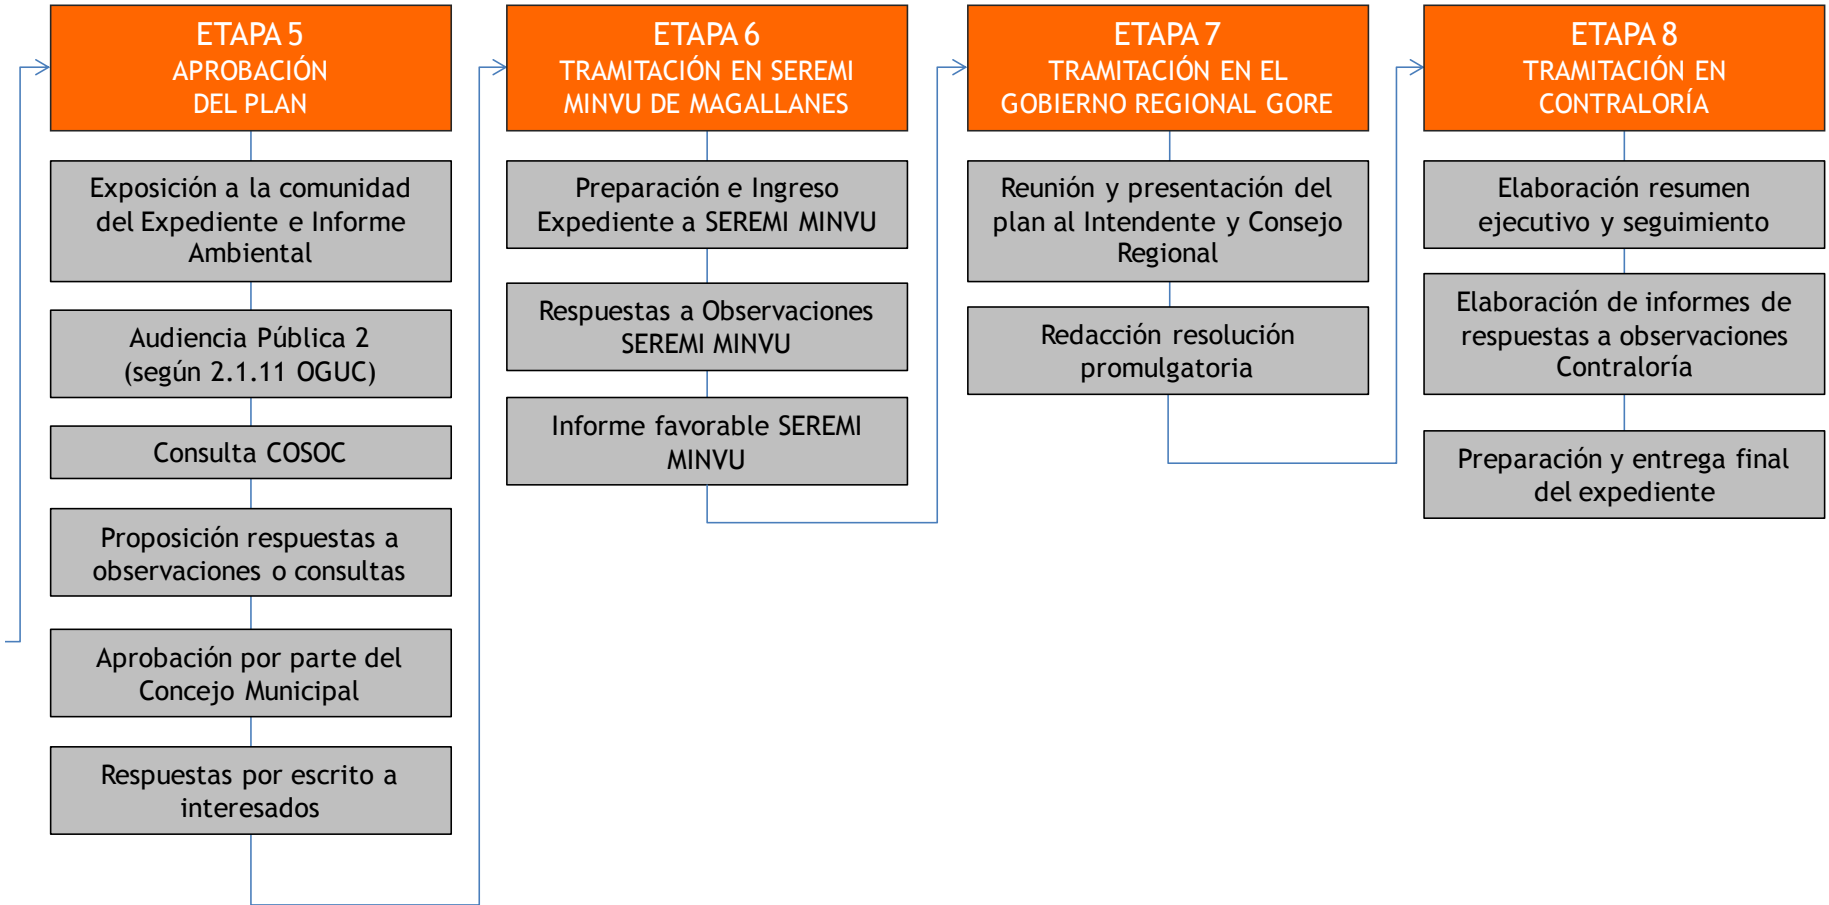 ETAPA 5
APROBACIÓN
DEL PLAN
Exposición a la comunidad
del Expediente e Informe
Ambiental
Audiencia Pública 2
(según 2.1.11 OGUC)
Consulta COSOC
Proposición respuestas a
observaciones o consultas
Aprobación por parte del
Concejo Municipal
Respuestas por escrito a
interesados
ETAPA 6
TRAMITACIÓN EN SEREMI
MINVU DE MAGALLANES
Preparación e Ingreso
Expediente a SEREMI MINVU
Respuestas a Observaciones
SEREMI MINVU
Informe favorable SEREMI
MINVU
ETAPA 7
TRAMITACIÓN EN EL
GOBIERNO REGIONAL GORE
Reunión y presentación del
plan al Intendente y Consejo
Regional
Redacción resolución
promulgatoria
ETAPA 8
TRAMITACIÓN EN
CONTRALORÍA
Elaboración resumen
ejecutivo y seguimiento
Elaboración de informes de
respuestas a observaciones
Contraloría
Preparación y entrega final
del expediente